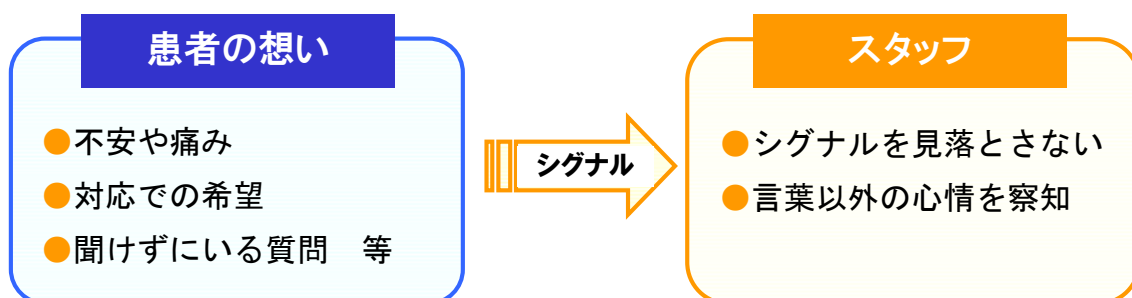 患者の想い
●不安や痛み
●対応での希望
●聞けずにいる質問　等
シグナル
スタッフ
●シグナルを見落とさない
●言葉以外の心情を察知